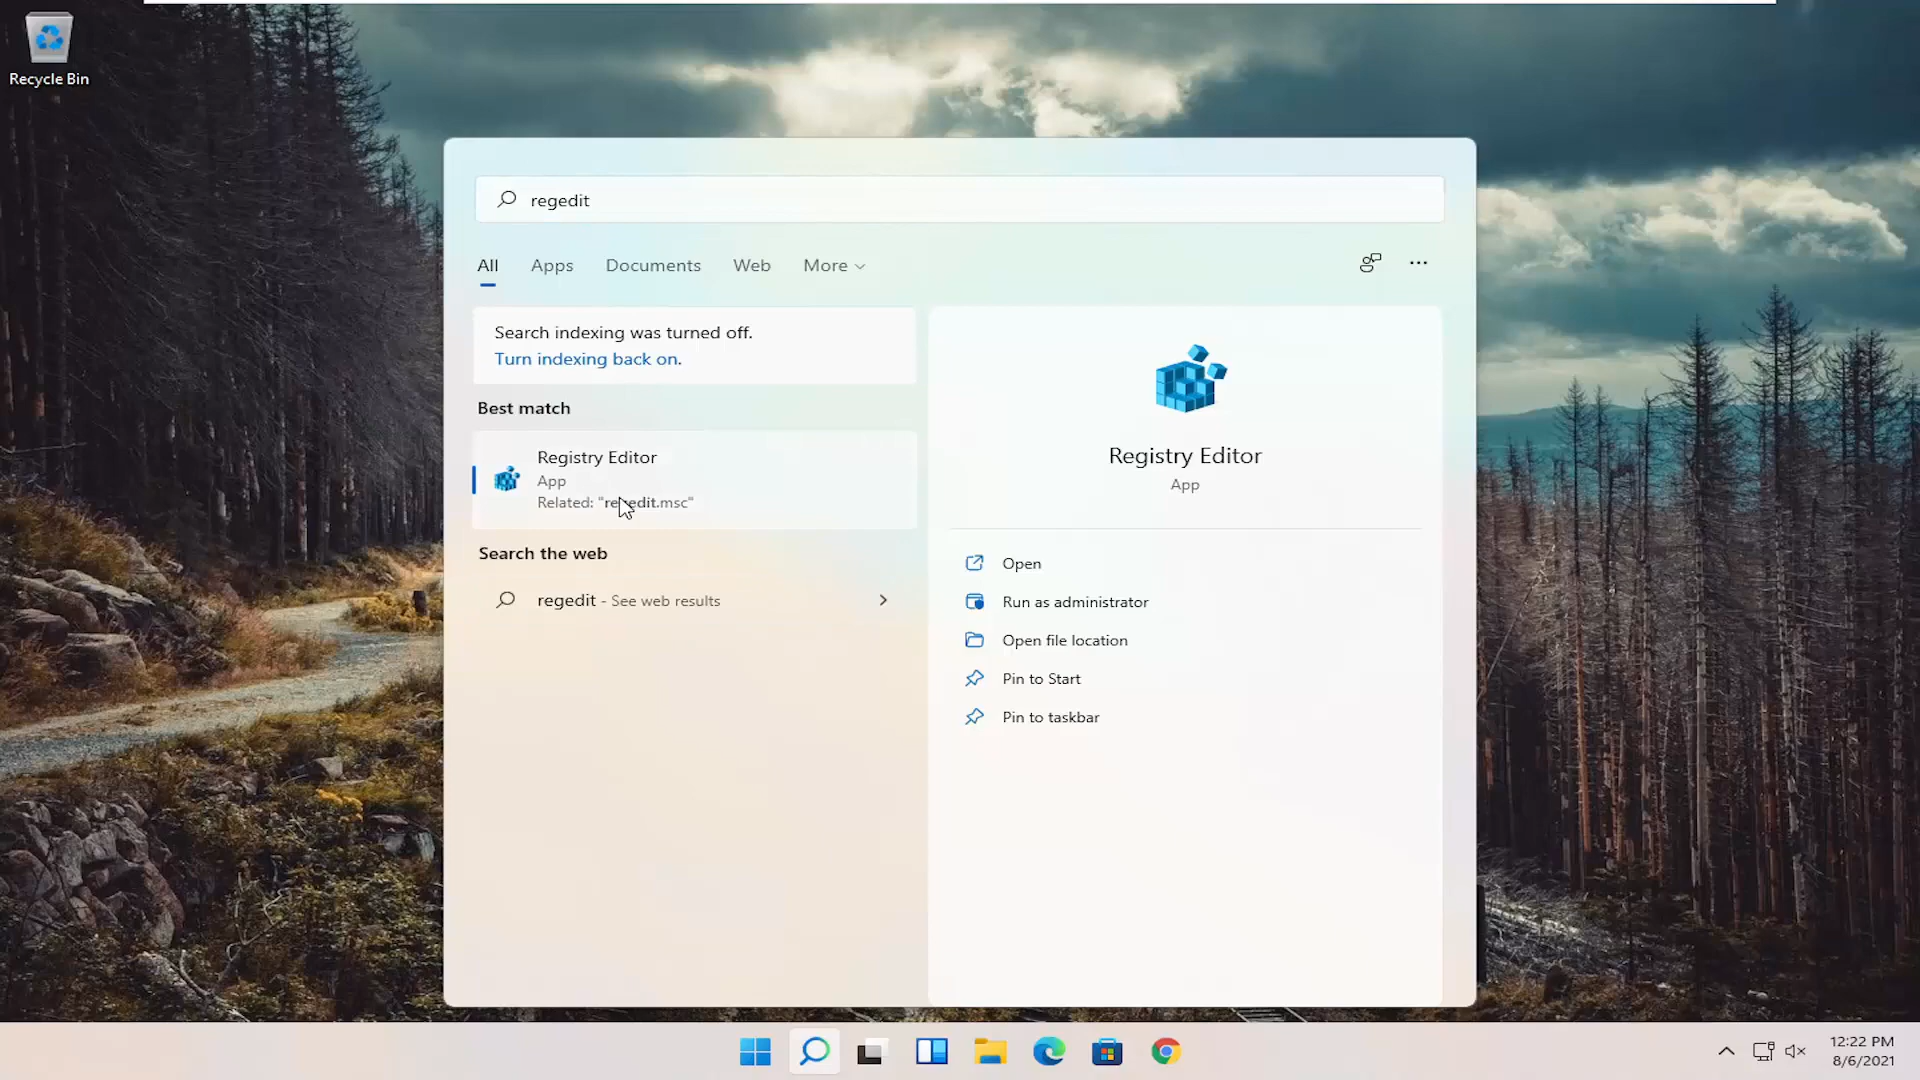 Recycle Bin
regedit
All
Apps
Documents
Web
More
Search indexing was turned off.
Turn indexing back on.
Best match
Registry Editor
App
Related: "regedit.msc"
Search the web
regedit - See web results
Registry Editor
App
Open
Run as administrator
Open file location
Pin to Start
Pin to taskbar
12:22 PM
8/6/2021